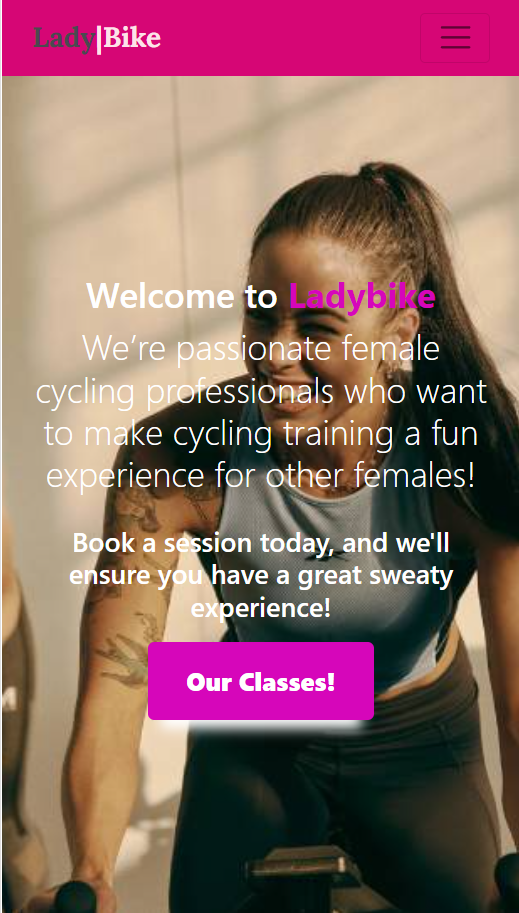 Lady|Bike
Welcome to Ladybike
We’re passionate female
cycling professionals who want
to make cycling training a fun
experience for other females!
Book a session today, and we'll
ensure you have a great sweaty
experience!
Our Classes!